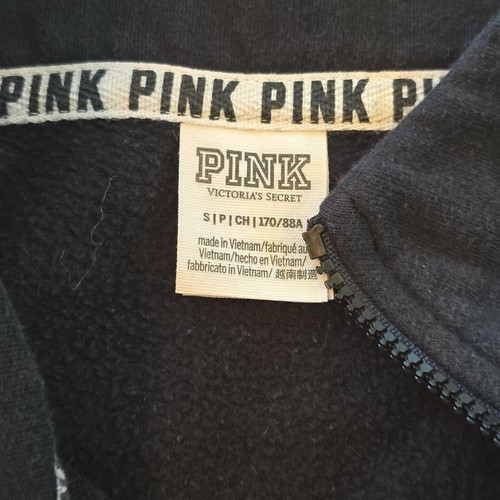 PINK PINK PINK PI
PINK
VICTORIA'S SECRET
S|P|CH|170/88A
made in Vietnam/fabriqué au
Vietnam/hecho en Vietnam/
fabbricato in Vietnam/ 越南制造